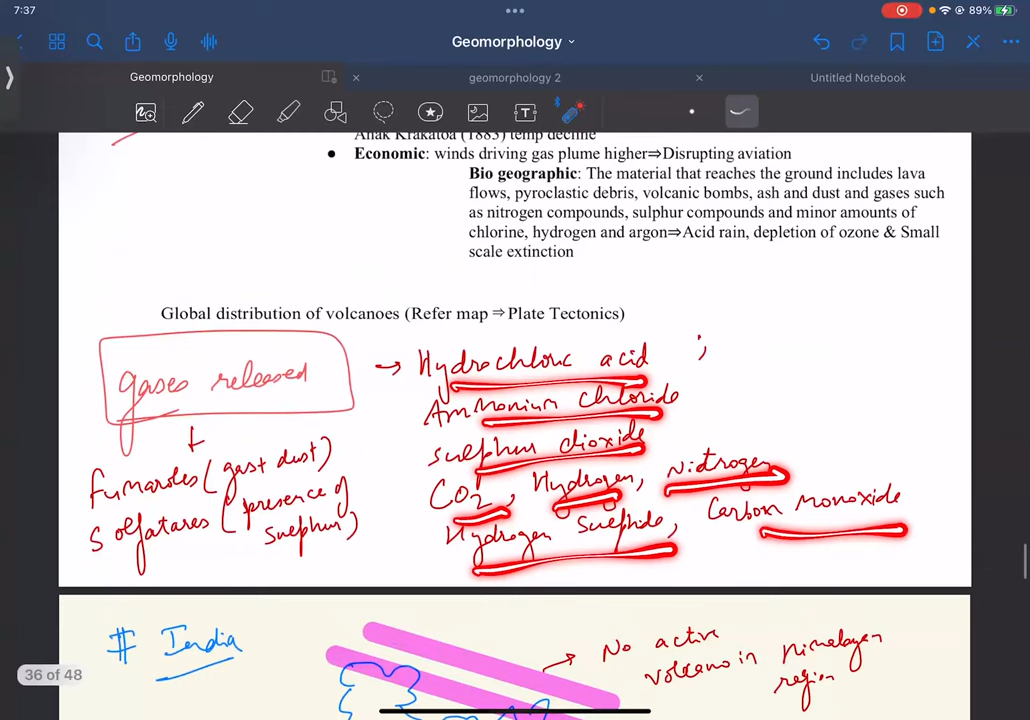 7:37
89%
Geomorphology
Geomorphology
geomorphology 2
Untitled Notebook
Anak Krakatoa (1883) temp decline
● Economic: winds driving gas plume higher⇒Disrupting aviation
Bio geographic: The material that reaches the ground includes lava
flows, pyroclastic debris, volcanic bombs, ash and dust and gases such
as nitrogen compounds, sulphur compounds and minor amounts of
chlorine, hydrogen and argon⇒Acid rain, depletion of ozone & Small
scale extinction
Global distribution of volcanoes (Refer map ⇒Plate Tectonics)
gases released
fumaroles (gas+ dust)
Solfatares (presence of
Sulphur)
→ Hydrochloric acid ;
Ammonium chloride
Sulphur dioxide
CO2, Hydrogen, Nidtrogen
Hydrogen Sulphide, Carbon monoxide
# India
→ No active
volcano in Himalayan
region
36 of 48